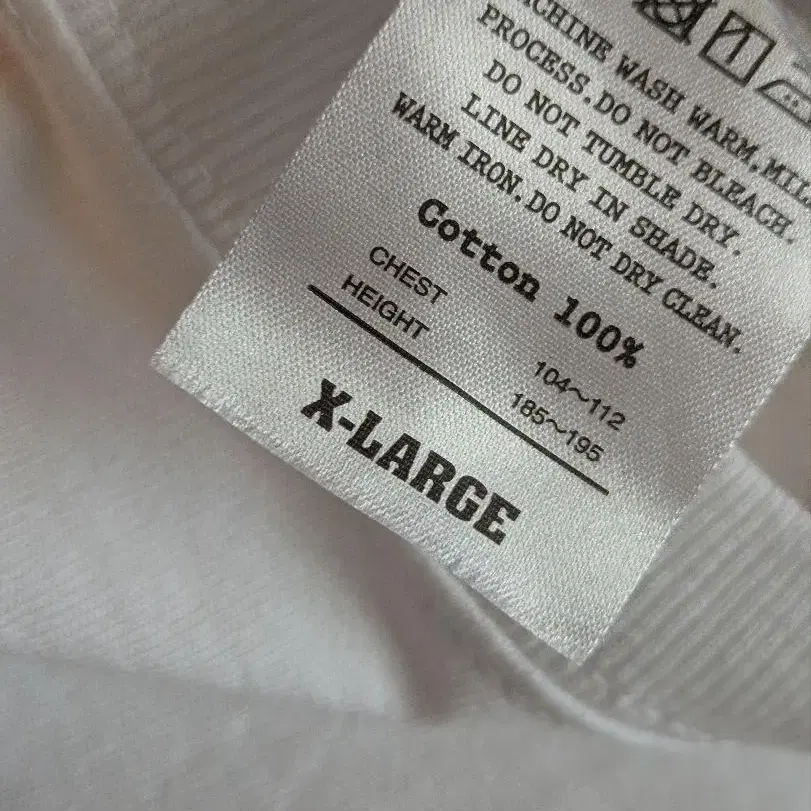 MACHINE WASH WARM,MIL
PROCESS.DO NOT BLEACH.
DO NOT TUMBLE DRY.
LINE DRY IN SHADE.
WARM IRON.DO NOT DRY CLEAN.
Cotton 100%
CHEST 104~112
HEIGHT 185~195
X-LARGE